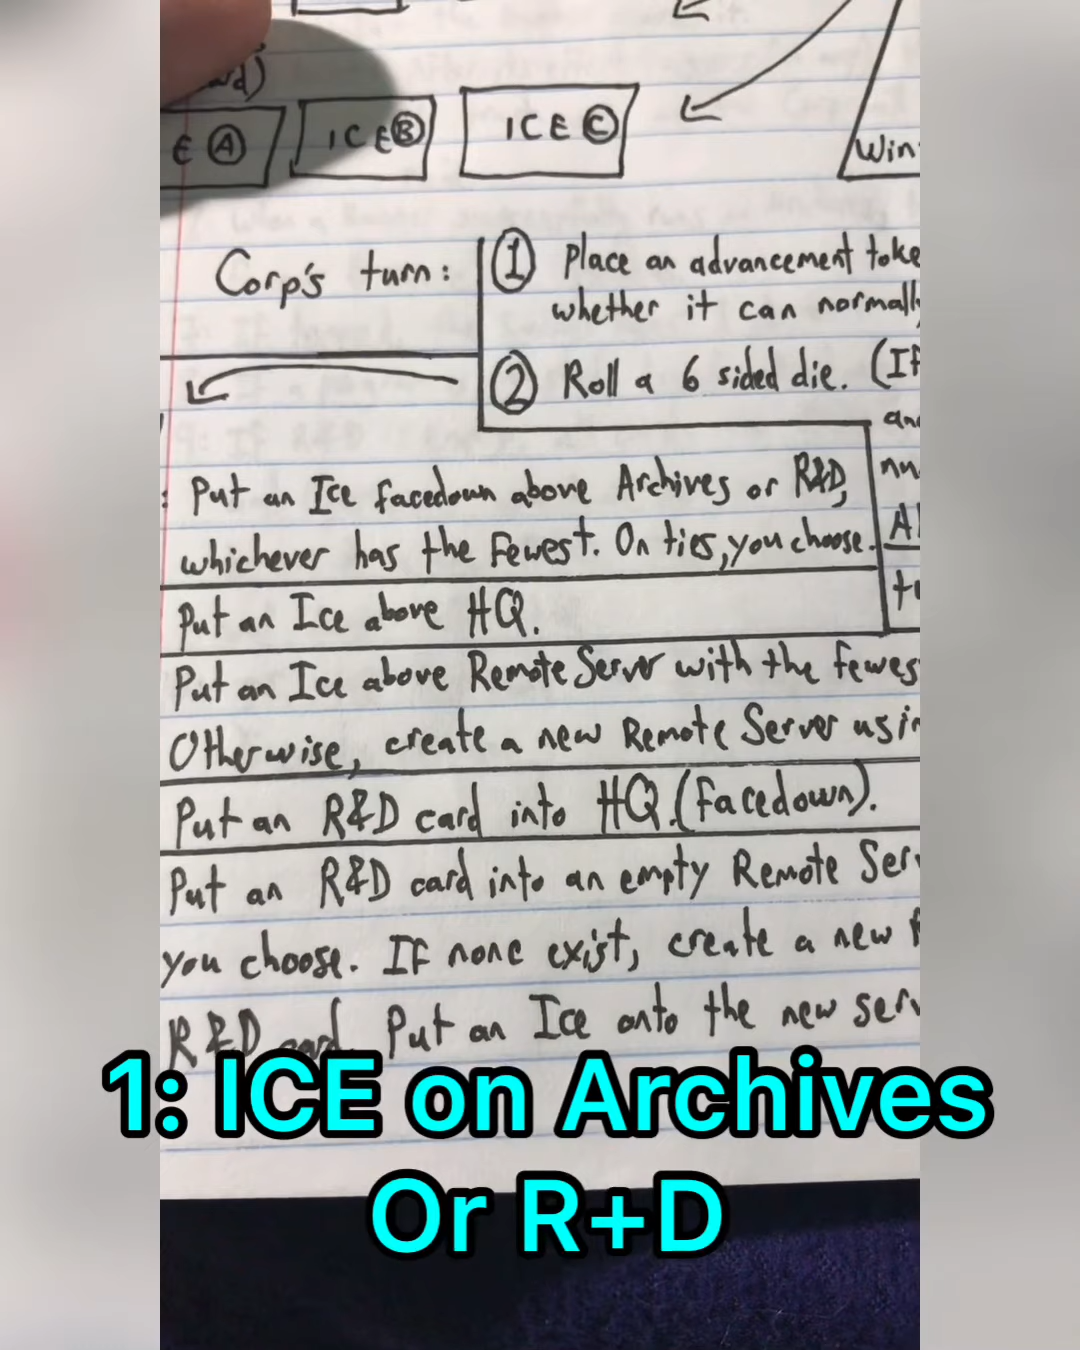 E Ⓐ
ICE Ⓑ
ICE Ⓒ
Win
Corp's turn:
① Place an advancement toke
whether it can normall
② Roll a 6 sided die. (If
and
: Put an Ice facedown above Archives or R&D,
whichever has the fewest. On ties, you choose.
Put an Ice above HQ.
Put an Ice above Remote Server with the fewes
Otherwise, create a new Remote Server usin
Put an R&D card into HQ. (facedown).
Put an R&D card into an empty Remote Ser
you choose. If none exist, create a new
R&D card. Put an Ice onto the new serv
1: ICE on Archives
Or R+D